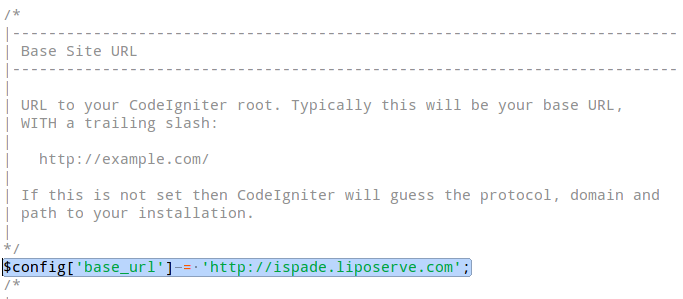 /*
|--------------------------------------------------------------------------
| Base Site URL
|--------------------------------------------------------------------------
|
| URL to your CodeIgniter root. Typically this will be your base URL,
| WITH a trailing slash:
|
|   http://example.com/
|
| If this is not set then CodeIgniter will guess the protocol, domain and
| path to your installation.
|
*/
$config['base_url'] = 'http://ispade.liposerve.com';
/*